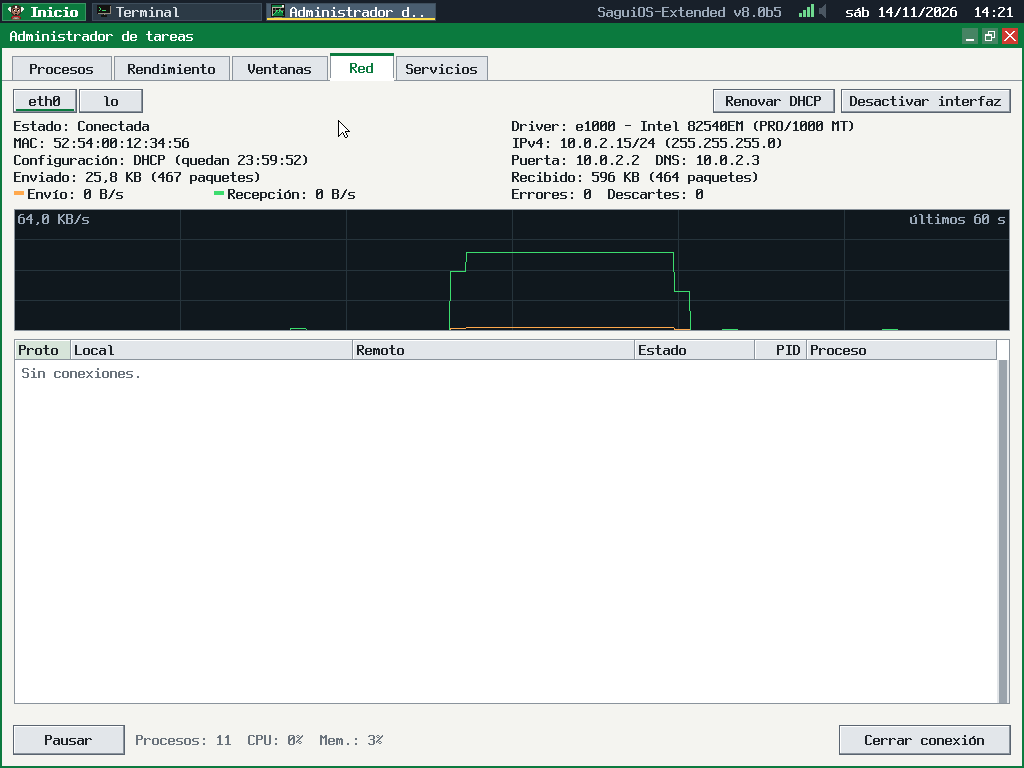 Inicio Terminal Administrador d.. SaguiOS-Extended v8.0b5 sáb 14/11/2026 14:21
Administrador de tareas
Procesos Rendimiento Ventanas Red Servicios
eth0 lo Renovar DHCP Desactivar interfaz
Estado: Conectada Driver: e1000 - Intel 82540EM (PRO/1000 MT)
MAC: 52:54:00:12:34:56 IPv4: 10.0.2.15/24 (255.255.255.0)
Configuración: DHCP (quedan 23:59:52) Puerta: 10.0.2.2 DNS: 10.0.2.3
Enviado: 25,8 KB (467 paquetes) Recibido: 596 KB (464 paquetes)
Envío: 0 B/s Recepción: 0 B/s Errores: 0 Descartes: 0
64,0 KB/s últimos 60 s
Proto Local Remoto Estado PID Proceso
Sin conexiones.
Pausar Procesos: 11 CPU: 0% Mem.: 3% Cerrar conexión